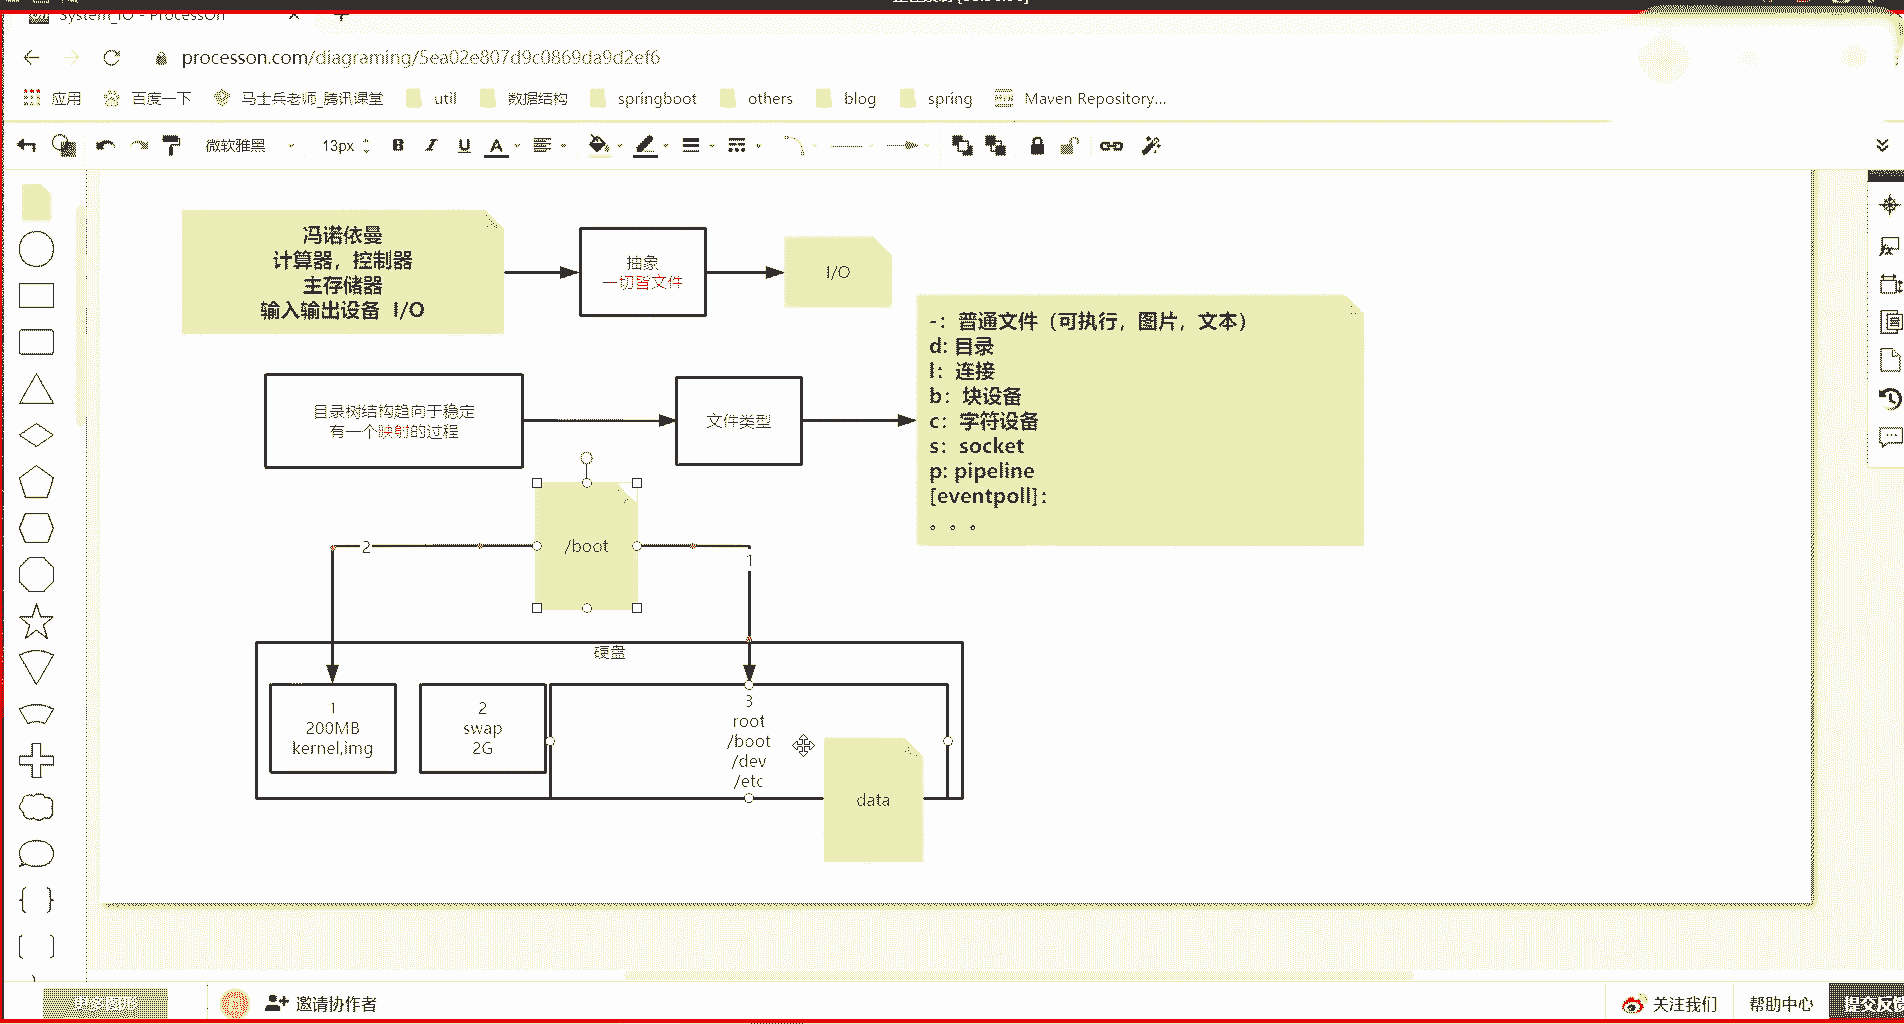 System_IO - ProcessOn
processon.com/diagraming/5ea02e807d9c0869da9d2ef6
应用
百度一下
马士兵老师_腾讯课堂
util
数据结构
springboot
others
blog
spring
Maven Repository...
微软雅黑
13px
B
I
U
A
冯诺依曼
计算器，控制器
主存储器
输入输出设备 I/O
抽象
一切皆文件
I/O
-：普通文件（可执行，图片，文本）
d: 目录
l：连接
b：块设备
c：字符设备
s：socket
p: pipeline
[eventpoll]：
。。。
目录树结构趋向于稳定
有一个映射的过程
文件类型
/boot
2
1
硬盘
1
200MB
kernel,img
2
swap
2G
3
root
/boot
/dev
/etc
data
更多图形
邀请协作者
关注我们
帮助中心
提交反馈